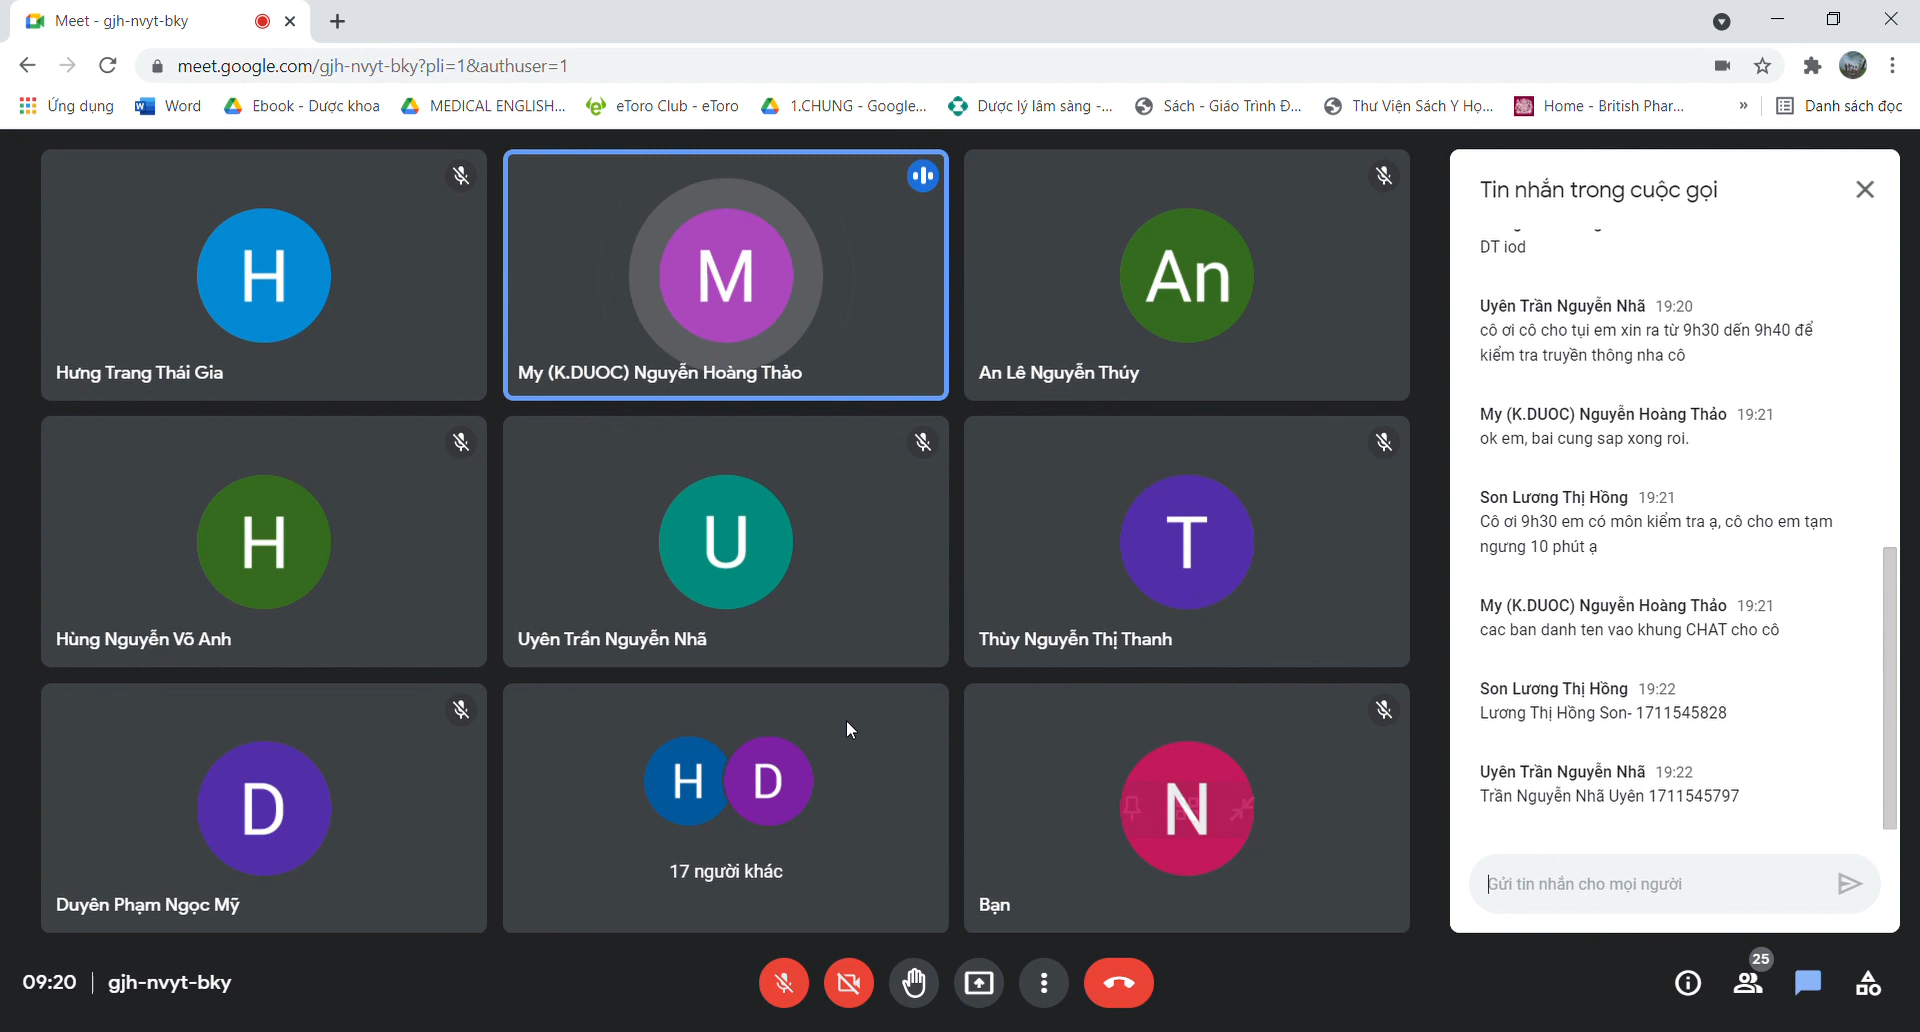 Meet - gjh-nvyt-bky
meet.google.com/gjh-nvyt-bky?pli=1&authuser=1
Ứng dụng
Word
Ebook - Dược khoa
MEDICAL ENGLISH...
eToro Club - eToro
1.CHUNG - Google...
Dược lý lâm sàng -...
Sách - Giáo Trình Đ...
Thư Viện Sách Y Họ...
Home - British Phar...
»
Danh sách đọc
H
Hưng Trang Thái Gia
M
My (K.DUOC) Nguyễn Hoàng Thảo
An
An Lê Nguyễn Thúy
H
Hùng Nguyễn Võ Anh
U
Uyên Trần Nguyễn Nhã
T
Thùy Nguyễn Thị Thanh
D
Duyên Phạm Ngọc Mỹ
H D
17 người khác
N
Bạn
Tin nhắn trong cuộc gọi
DT iod
Uyên Trần Nguyễn Nhã 19:20
cô ơi cô cho tụi em xin ra từ 9h30 dến 9h40 để
kiểm tra truyền thông nha cô
My (K.DUOC) Nguyễn Hoàng Thảo 19:21
ok em, bai cung sap xong roi.
Son Lương Thị Hồng 19:21
Cô ơi 9h30 em có môn kiểm tra ạ, cô cho em tạm
ngưng 10 phút ạ
My (K.DUOC) Nguyễn Hoàng Thảo 19:21
cac ban danh ten vao khung CHAT cho cô
Son Lương Thị Hồng 19:22
Lương Thị Hồng Son- 1711545828
Uyên Trần Nguyễn Nhã 19:22
Trần Nguyễn Nhã Uyên 1711545797
Gửi tin nhắn cho mọi người
09:20 | gjh-nvyt-bky
25